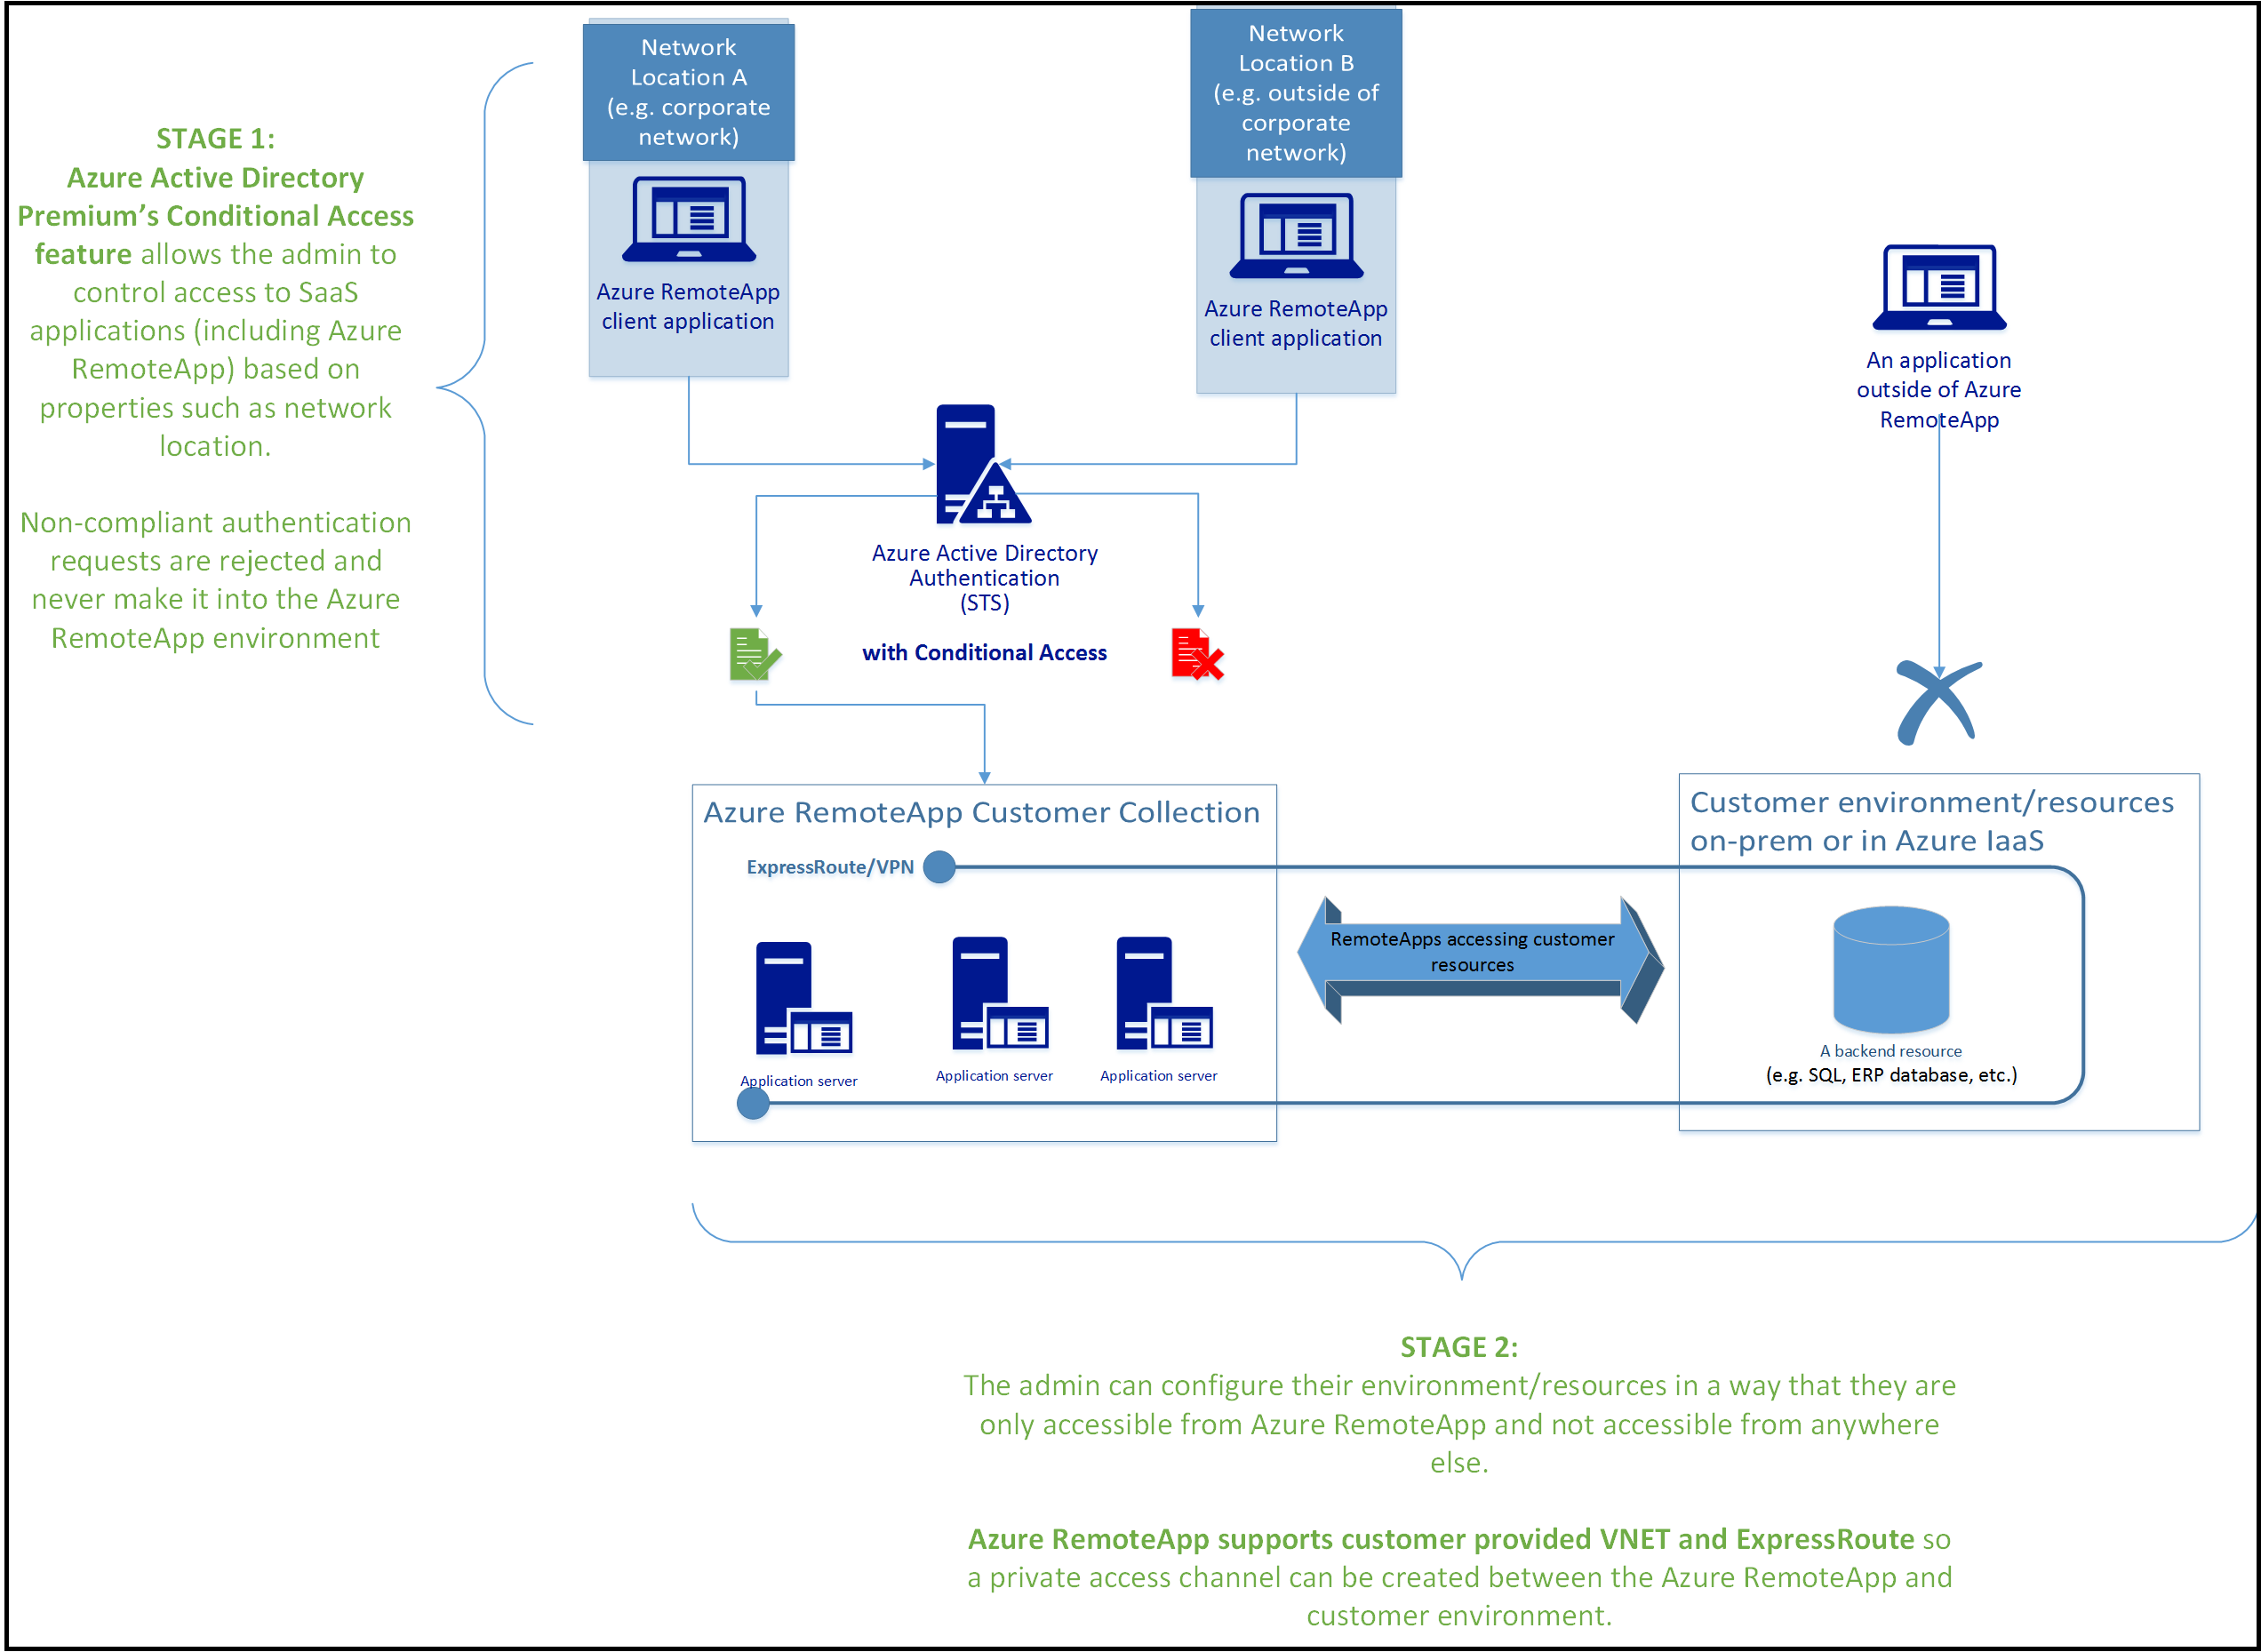 Network
Location A
(e.g. corporate
network)
Network
Location B
(e.g. outside of
corporate
network)
STAGE 1:
Azure Active Directory
Premium’s Conditional Access
feature allows the admin to
control access to SaaS
applications (including Azure
RemoteApp) based on
properties such as network
location.
Non-compliant authentication
requests are rejected and
never make it into the Azure
RemoteApp environment
Azure RemoteApp
client application
Azure RemoteApp
client application
An application
outside of Azure
RemoteApp
Azure Active Directory
Authentication
(STS)
with Conditional Access
Azure RemoteApp Customer Collection
ExpressRoute/VPN
Application server
Application server
Application server
RemoteApps accessing customer
resources
Customer environment/resources
on-prem or in Azure IaaS
A backend resource
(e.g. SQL, ERP database, etc.)
STAGE 2:
The admin can configure their environment/resources in a way that they are
only accessible from Azure RemoteApp and not accessible from anywhere
else.
Azure RemoteApp supports customer provided VNET and ExpressRoute so
a private access channel can be created between the Azure RemoteApp and
customer environment.